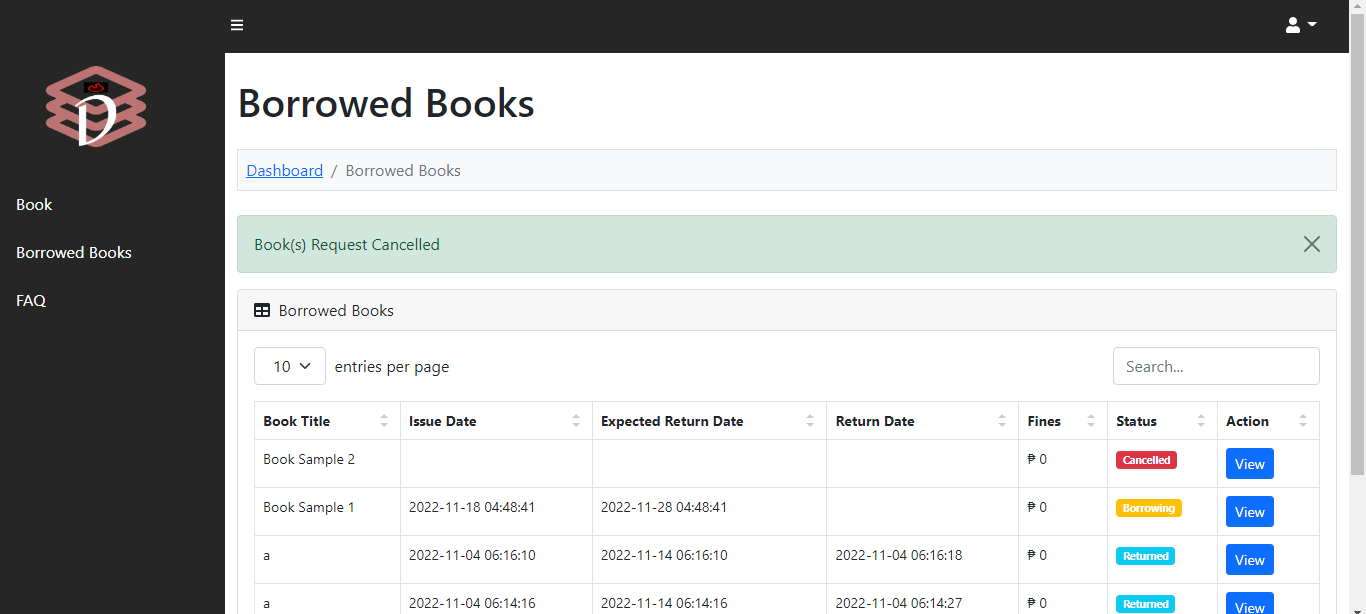 Borrowed Books
Dashboard / Borrowed Books
Book
Borrowed Books
FAQ
Book(s) Request Cancelled
Borrowed Books
10 entries per page Search...
Book Title Issue Date Expected Return Date Return Date Fines Status Action
Book Sample 2 ₱ 0 Cancelled View
Book Sample 1 2022-11-18 04:48:41 2022-11-28 04:48:41 ₱ 0 Borrowing View
a 2022-11-04 06:16:10 2022-11-14 06:16:10 2022-11-04 06:16:18 ₱ 0 Returned View
a 2022-11-04 06:14:16 2022-11-14 06:14:16 2022-11-04 06:14:27 ₱ 0 Returned View